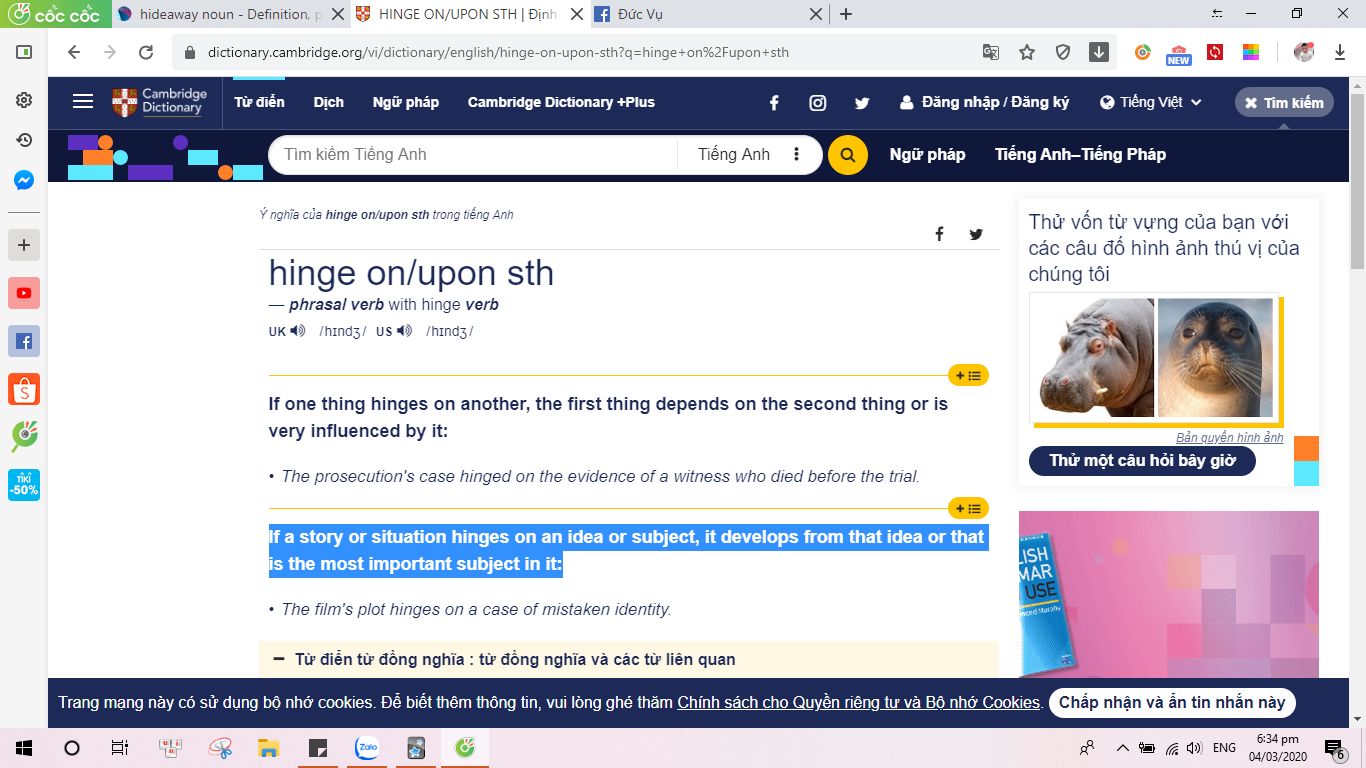 cốc cốc
hideaway noun - Definition, p
HINGE ON/UPON STH | Định
Đức Vụ
dictionary.cambridge.org/vi/dictionary/english/hinge-on-upon-sth?q=hinge+on%2Fupon+sth
NEW
Cambridge
Dictionary
Từ điển
Dịch
Ngữ pháp
Cambridge Dictionary +Plus
Đăng nhập / Đăng ký
Tiếng Việt
Tìm kiếm
Tìm kiếm Tiếng Anh
Tiếng Anh
Ngữ pháp
Tiếng Anh–Tiếng Pháp
Ý nghĩa của hinge on/upon sth trong tiếng Anh
hinge on/upon sth
— phrasal verb with hinge verb
UK /hɪndʒ/ US /hɪndʒ/
If one thing hinges on another, the first thing depends on the second thing or is
very influenced by it:
• The prosecution's case hinged on the evidence of a witness who died before the trial.
If a story or situation hinges on an idea or subject, it develops from that idea or that
is the most important subject in it:
• The film's plot hinges on a case of mistaken identity.
Từ điển từ đồng nghĩa : từ đồng nghĩa và các từ liên quan
Thử vốn từ vựng của bạn với
các câu đố hình ảnh thú vị của
chúng tôi
Bản quyền hình ảnh
Thử một câu hỏi bây giờ
LISH
MAR
USE
Murphy
TIKI
-50%
Trang mạng này có sử dụng bộ nhớ cookies. Để biết thêm thông tin, vui lòng ghé thăm Chính sách cho Quyền riêng tư và Bộ nhớ Cookies.
Chấp nhận và ẩn tin nhắn này
Zalo
ENG
6:34 pm
04/03/2020
6